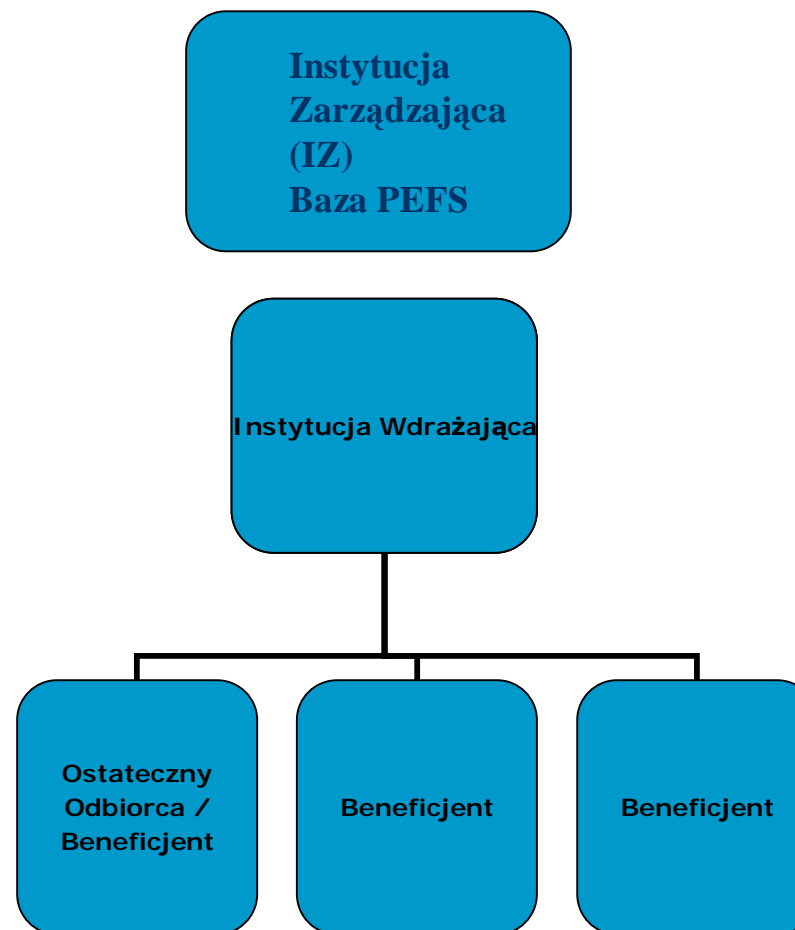 Instytucja
Zarządzająca
(IZ)
Baza PEFS
Instytucja Wdrażająca
Ostateczny
Odbiorca /
Beneficjent
Beneficjent
Beneficjent